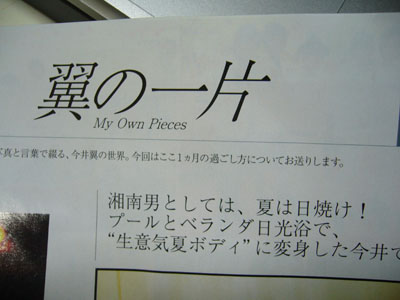 翼の一片
My Own Pieces
写真と言葉で綴る、今井翼の世界。今回はここ1ヵ月の過ごし方についてお送りします。
湘南男としては、夏は日焼け！
プールとベランダ日光浴で、
“生意気夏ボディ”に変身した今井で